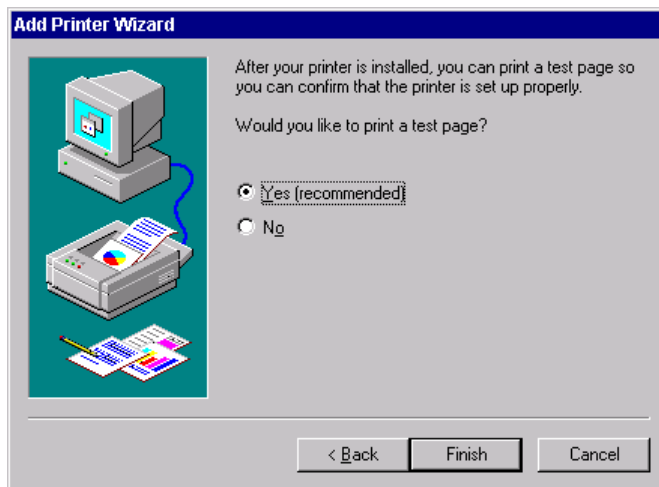 Add Printer Wizard
After your printer is installed, you can print a test page so
you can confirm that the printer is set up properly.
Would you like to print a test page?
Yes (recommended)
No
< Back
Finish
Cancel